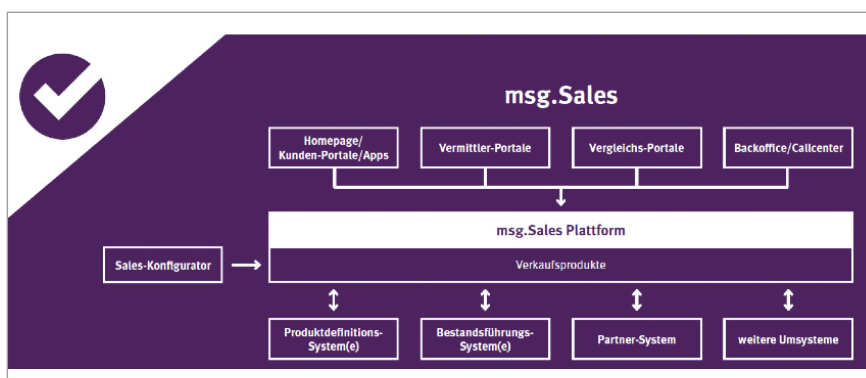 msg.Sales
Homepage/
Kunden-Portale/Apps
Vermittler-Portale
Vergleichs-Portale
Backoffice/Callcenter
msg.Sales Plattform
Sales-Konfigurator
Verkaufsprodukte
Produktdefinitions-
System(e)
Bestandsführungs-
System(e)
Partner-System
weitere Umsysteme